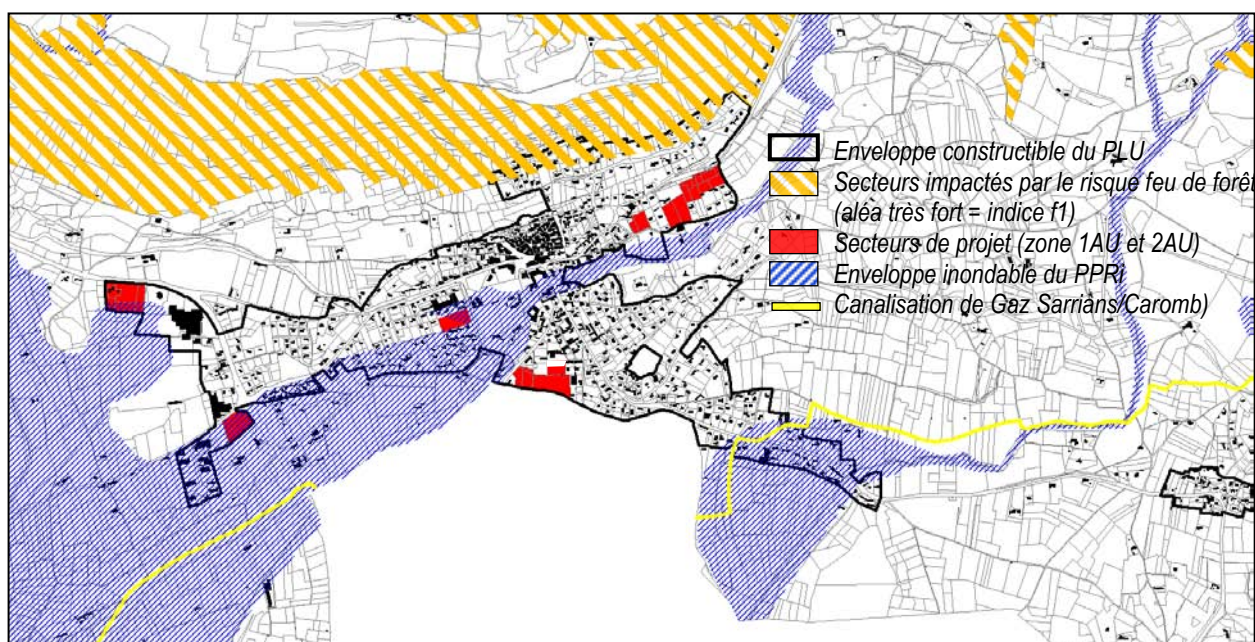 Enveloppe constructible du PLU
Secteurs impactés par le risque feu de forêt
(aléa très fort = indice f1)
Secteurs de projet (zone 1AU et 2AU)
Enveloppe inondable du PPRi
Canalisation de Gaz Sarrians/Caromb)